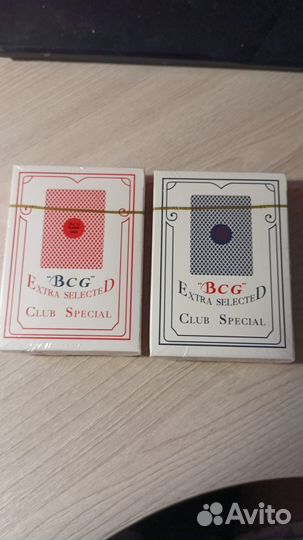 "BCG"
EXTRA SELECTED
CLUB SPECIAL
"BCG"
EXTRA SELECTED
CLUB SPECIAL
Avito